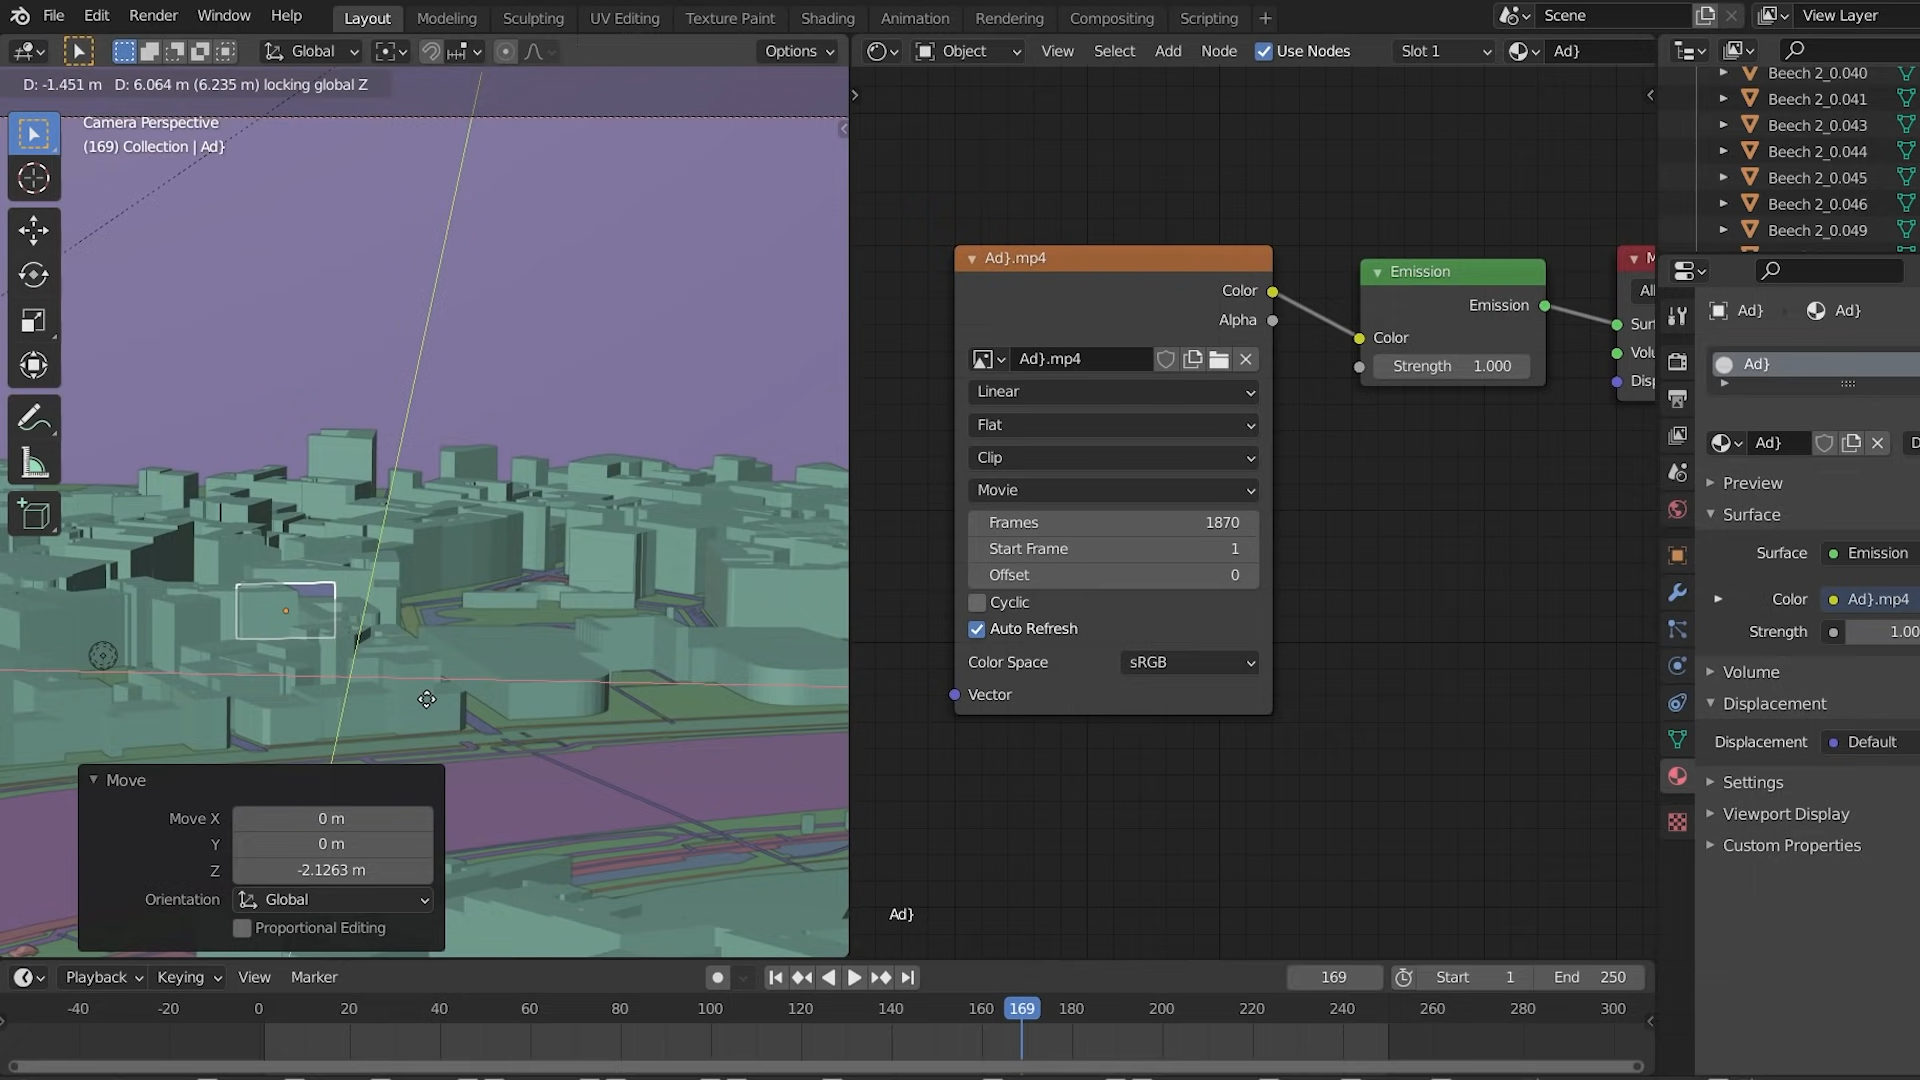 File Edit Render Window Help
Layout Modeling Sculpting UV Editing Texture Paint Shading Animation Rendering Compositing Scripting +
Scene View Layer
Global Options
Object View Select Add Node Use Nodes Slot 1 Ad}
D: -1.451 m D: 6.064 m (6.235 m) locking global Z
Camera Perspective
(169) Collection | Ad}
Ad}.mp4
Color
Alpha
Ad}.mp4
Linear
Flat
Clip
Movie
Frames 1870
Start Frame 1
Offset 0
Cyclic
Auto Refresh
Color Space sRGB
Vector
Emission
Emission
Color
Strength 1.000
M
All
Surf
Volu
Disp
Ad}
Beech 2_0.040
Beech 2_0.041
Beech 2_0.043
Beech 2_0.044
Beech 2_0.045
Beech 2_0.046
Beech 2_0.049
Ad} Ad}
Ad}
Ad} D
Preview
Surface
Surface Emission
Color Ad}.mp4
Strength 1.00
Volume
Displacement
Displacement Default
Settings
Viewport Display
Custom Properties
Move
Move X 0 m
Y 0 m
Z -2.1263 m
Orientation Global
Proportional Editing
Playback Keying View Marker
169 Start 1 End 250
-40 -20 0 20 40 60 80 100 120 140 160 169 180 200 220 240 260 280 300